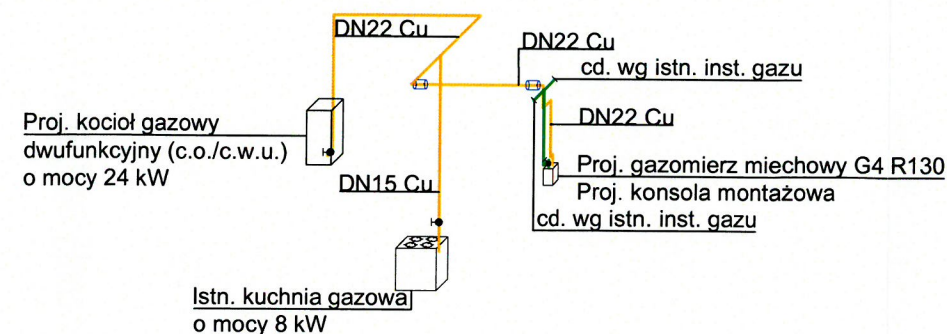 DN22 Cu
DN22 Cu
cd. wg istn. inst. gazu
Proj. kocioł gazowy
dwufunkcyjny (c.o./c.w.u.)
o mocy 24 kW
DN22 Cu
DN15 Cu
Proj. gazomierz miechowy G4 R130
Proj. konsola montażowa
cd. wg istn. inst. gazu
Istn. kuchnia gazowa
o mocy 8 kW